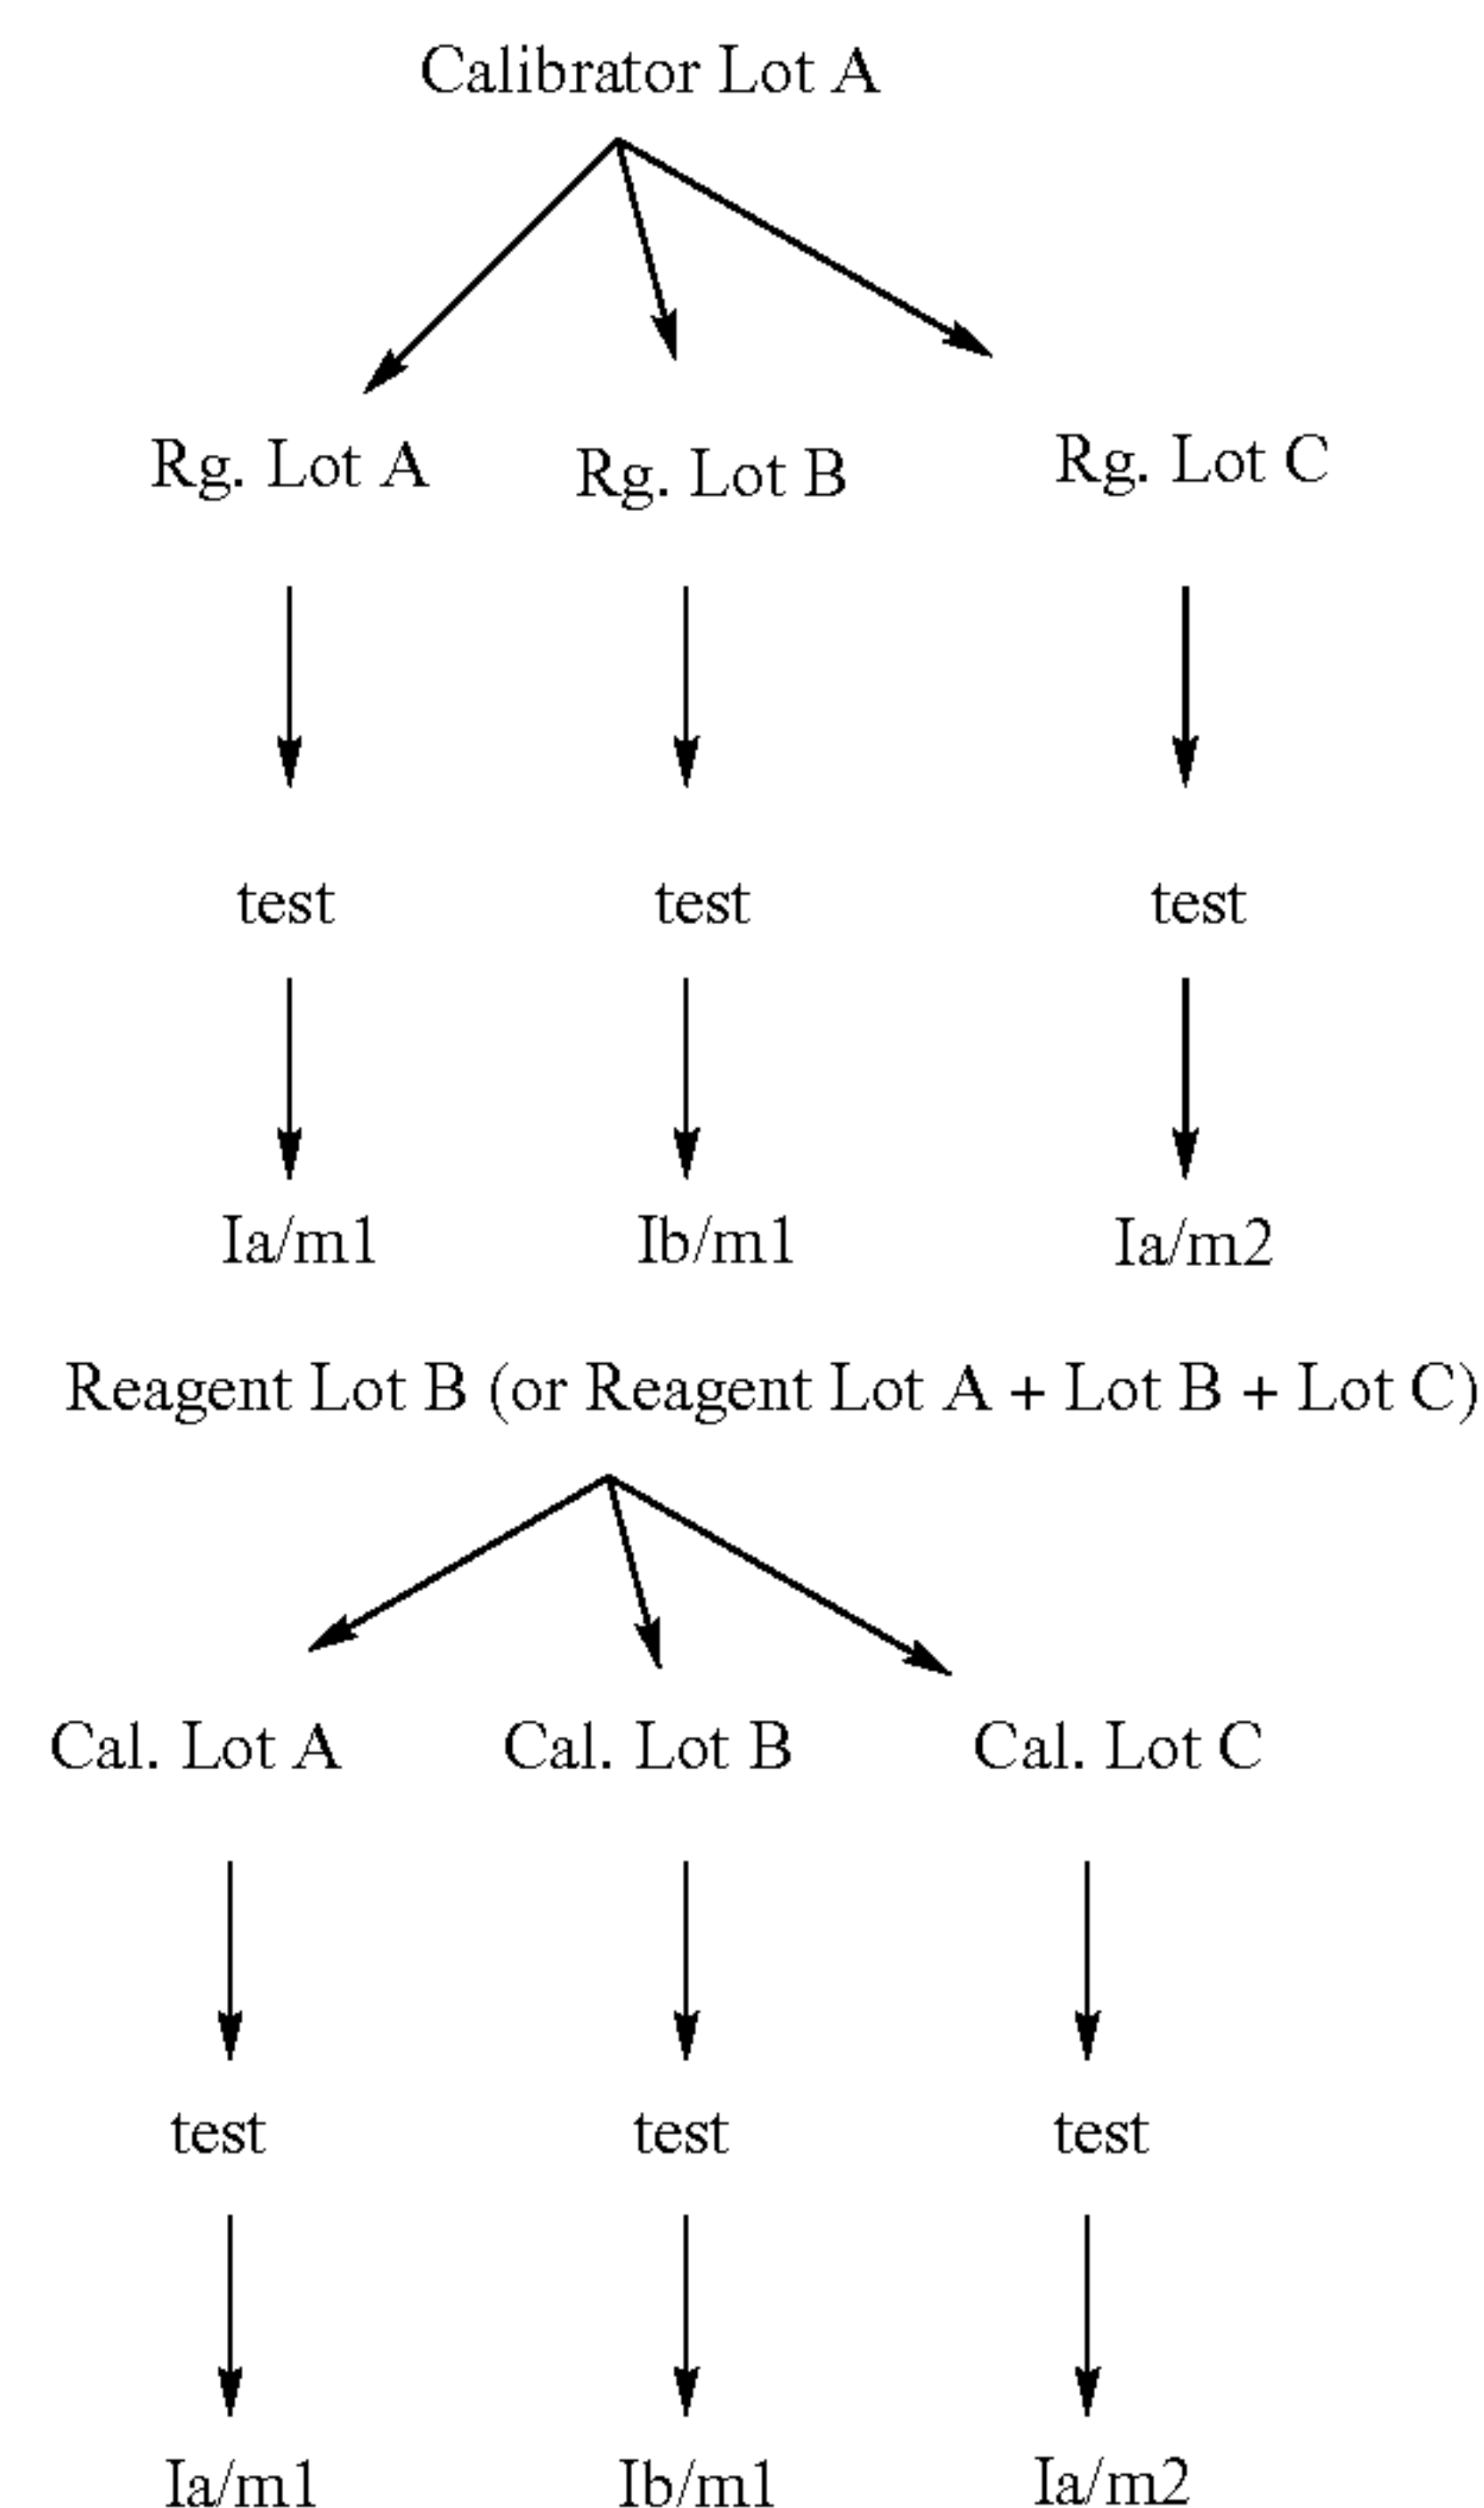 Calibrator Lot A
Rg. Lot A
Rg. Lot B
Rg. Lot C
test
test
test
Ia/m1
Ib/m1
Ia/m2
Reagent Lot B (or Reagent Lot A + Lot B + Lot C)
Cal. Lot A
Cal. Lot B
Cal. Lot C
test
test
test
Ia/m1
Ib/m1
Ia/m2